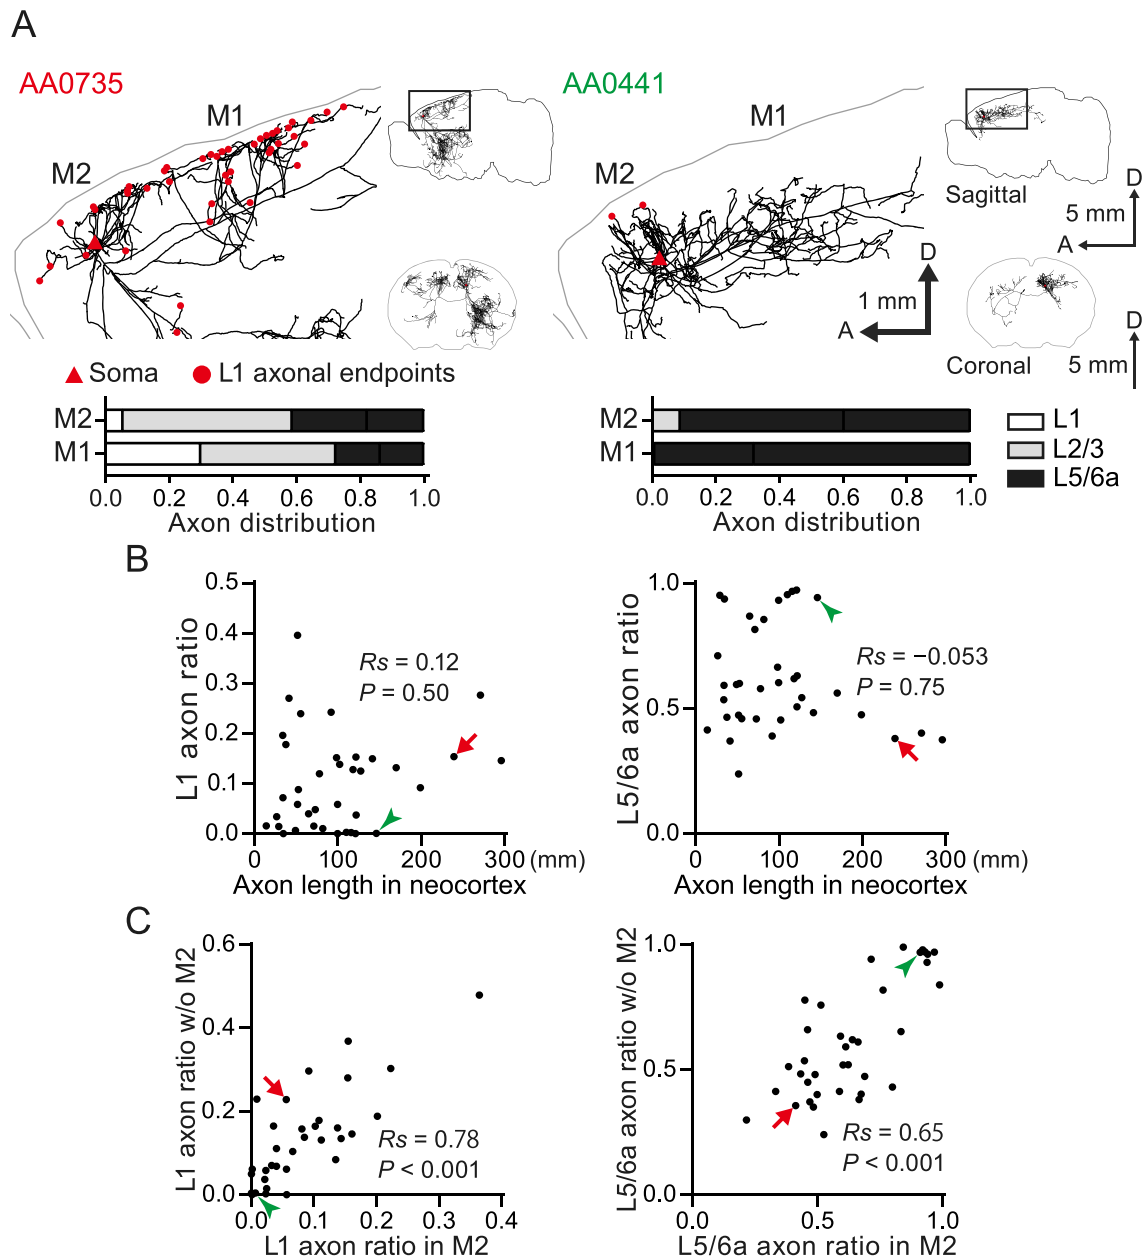 A
AA0735
M1
M2
AA0441
M1
M2
Sagittal
D
5 mm
A
D
1 mm
A
Coronal
D
5 mm
Soma
L1 axonal endpoints
M2
M1
0.0 0.2 0.4 0.6 0.8 1.0
Axon distribution
M2
M1
0.0 0.2 0.4 0.6 0.8 1.0
Axon distribution
L1
L2/3
L5/6a
B
L1 axon ratio
0.5
0.4
0.3
0.2
0.1
0.0
Rs = 0.12
P = 0.50
0 100 200 300 (mm)
Axon length in neocortex
L5/6a axon ratio
1.0
0.5
0.0
Rs = −0.053
P = 0.75
0 100 200 300 (mm)
Axon length in neocortex
C
L1 axon ratio w/o M2
0.6
0.4
0.2
0.0
Rs = 0.78
P < 0.001
0.0 0.1 0.2 0.3 0.4
L1 axon ratio in M2
L5/6a axon ratio w/o M2
1.0
0.5
0.0
Rs = 0.65
P < 0.001
0.0 0.5 1.0
L5/6a axon ratio in M2